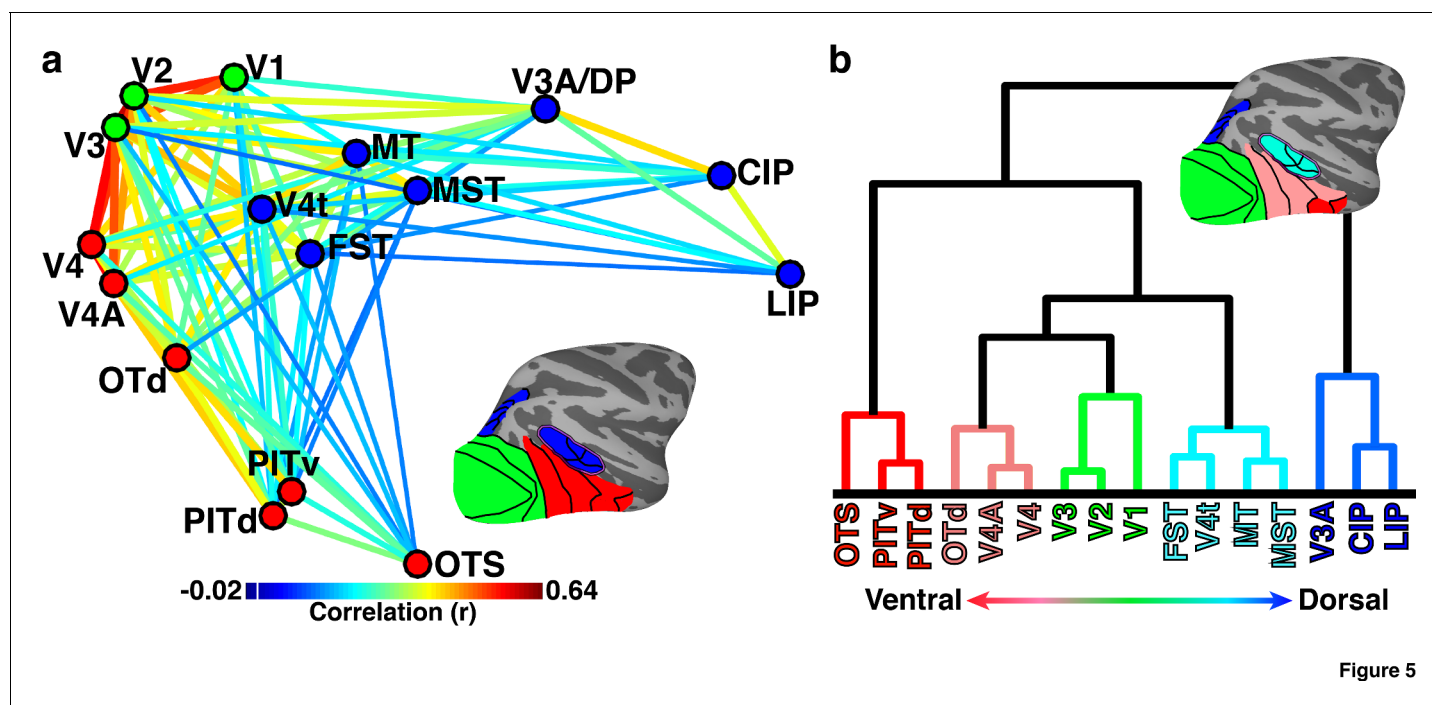 a
V2
V1
V3
V3A/DP
MT
CIP
MST
V4t
FST
V4
V4A
LIP
OTd
PITv
PITd
OTS
-0.02
0.64
Correlation (r)
b
OTS
PITv
PITd
OTd
V4A
V4
V3
V2
V1
FST
V4t
MT
MST
V3A
CIP
LIP
Ventral
Dorsal
Figure 5